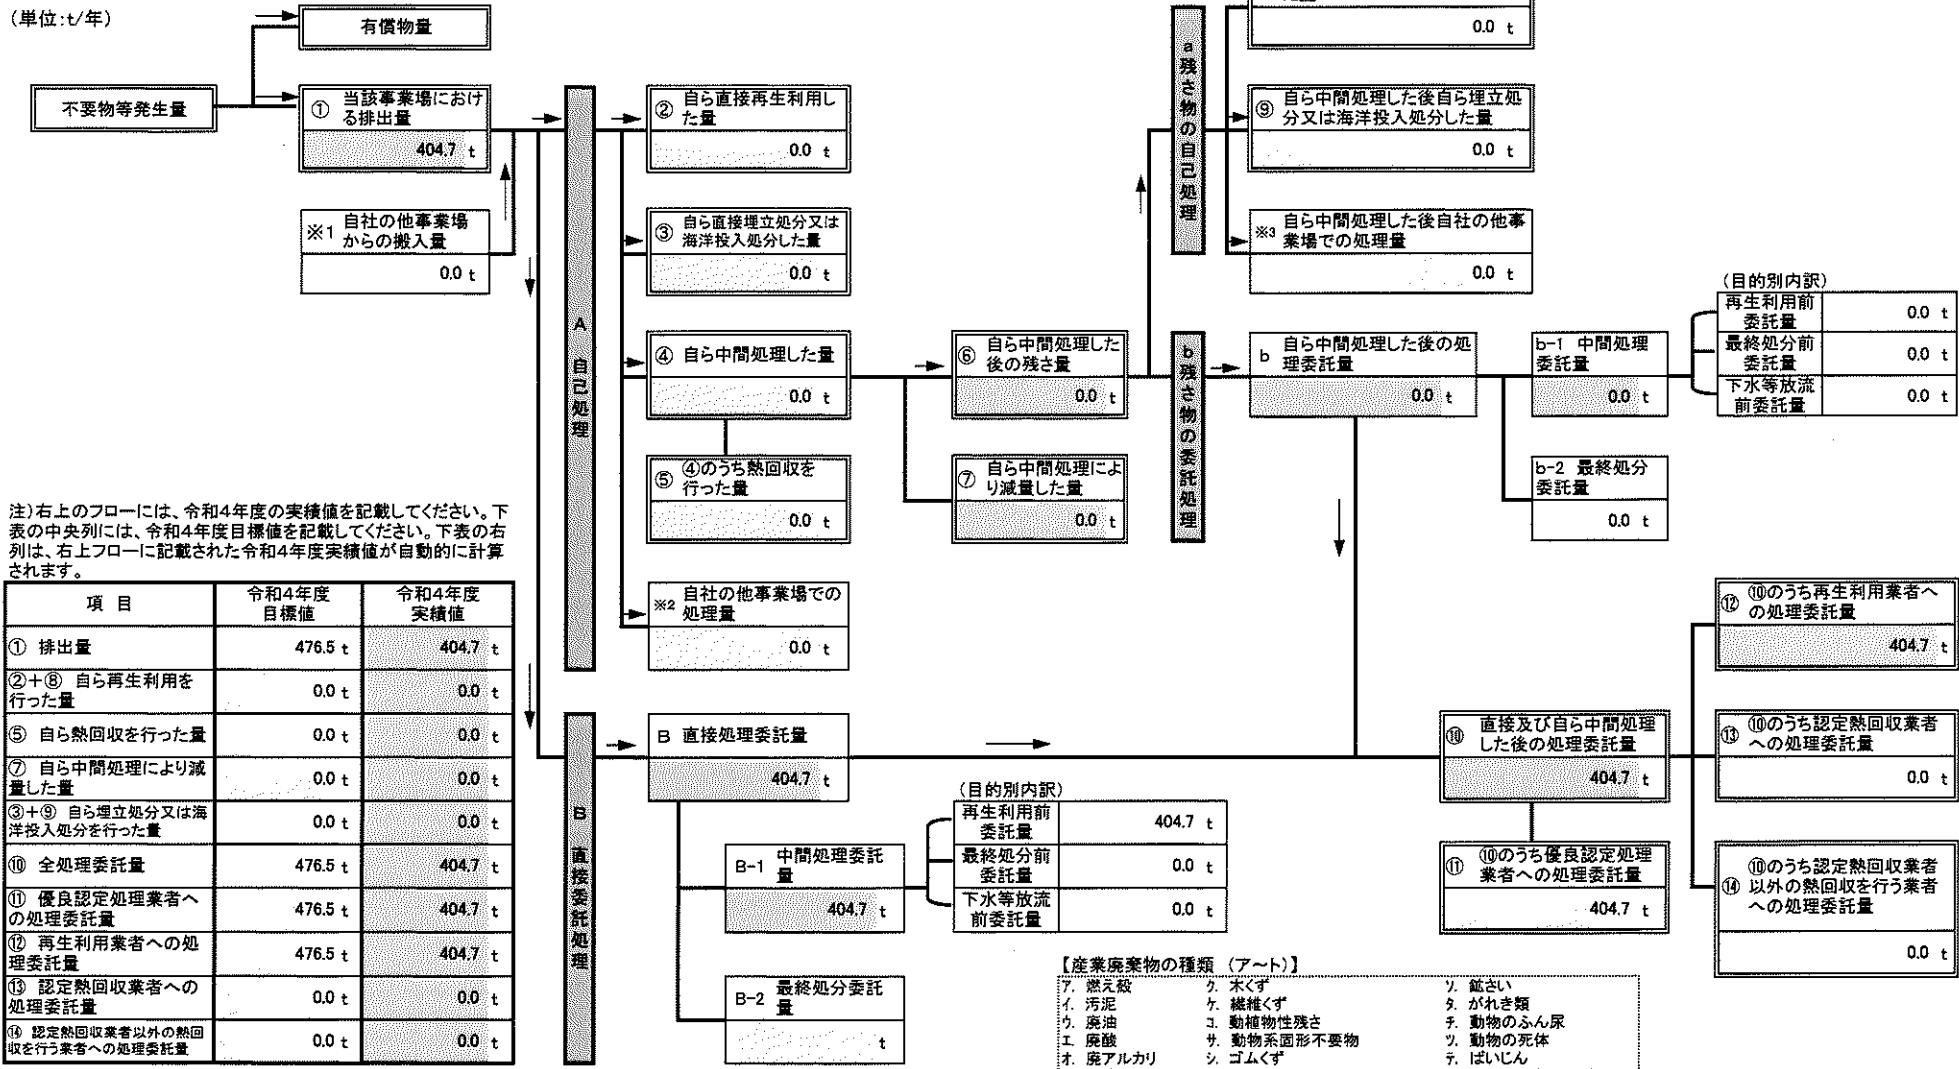 (単位:t/年)
有償物量
不要物等発生量
① 当該事業場におけ
る排出量
404.7 t
※1 自社の他事業場
からの搬入量
0.0 t
A 自己処理
② 自ら直接再生利用し
た量
0.0 t
③ 自ら直接埋立処分又は
海洋投入処分した量
0.0 t
④ 自ら中間処理した量
0.0 t
⑤ ④のうち熱回収を
行った量
0.0 t
※2 自社の他事業場での
処理量
0.0 t
⑥ 自ら中間処理した
後の残さ量
0.0 t
⑦ 自ら中間処理によ
り減量した量
0.0 t
a 残さ物の自己処理
0.0 t
⑨ 自ら中間処理した後自ら埋立処
分又は海洋投入処分した量
0.0 t
※3 自ら中間処理した後自社の他事
業場での処理量
0.0 t
b 残さ物の委託処理
b 自ら中間処理した後の処
理委託量
0.0 t
b-1 中間処理
委託量
0.0 t
b-2 最終処分
委託量
0.0 t
(目的別内訳)
再生利用前
委託量
0.0 t
最終処分前
委託量
0.0 t
下水等放流
前委託量
0.0 t
注)右上のフローには、令和4年度の実績値を記載してください。下
表の中央列には、令和4年度目標値を記載してください。下表の右
列は、右上フローに記載された令和4年度実績値が自動的に計算
されます。
項 目
令和4年度
目標値
令和4年度
実績値
① 排出量 476.5 t 404.7 t
②+⑧ 自ら再生利用を
行った量 0.0 t 0.0 t
⑤ 自ら熱回収を行った量 0.0 t 0.0 t
⑦ 自ら中間処理により減
量した量 0.0 t 0.0 t
③+⑨ 自ら埋立処分又は海
洋投入処分を行った量 0.0 t 0.0 t
⑩ 全処理委託量 476.5 t 404.7 t
⑪ 優良認定処理業者へ
の処理委託量 476.5 t 404.7 t
⑫ 再生利用業者への処
理委託量 476.5 t 404.7 t
⑬ 認定熱回収業者への
処理委託量 0.0 t 0.0 t
⑭ 認定熱回収業者以外の熱回
収を行う業者への処理委託量 0.0 t 0.0 t
B 直接委託処理
B 直接処理委託量
404.7 t
B-1 中間処理委託
量
404.7 t
B-2 最終処分委託
量
t
(目的別内訳)
再生利用前
委託量
404.7 t
最終処分前
委託量
0.0 t
下水等放流
前委託量
0.0 t
⑩ 直接及び自ら中間処理
した後の処理委託量
404.7 t
⑪ ⑩のうち優良認定処理
業者への処理委託量
404.7 t
⑫ ⑩のうち再生利用業者へ
の処理委託量
404.7 t
⑬ ⑩のうち認定熱回収業者
への処理委託量
0.0 t
⑭ ⑩のうち認定熱回収業者
以外の熱回収を行う業者
への処理委託量
0.0 t
【産業廃棄物の種類 (ア~ト)】
ア. 燃え殻 ク. 木くず ソ. 鉱さい
イ. 汚泥 ケ. 繊維くず タ. がれき類
ウ. 廃油 コ. 動植物性残さ チ. 動物のふん尿
エ. 廃酸 サ. 動物系固形不要物 ツ. 動物の死体
オ. 廃アルカリ シ. ゴムくず テ. ばいじん